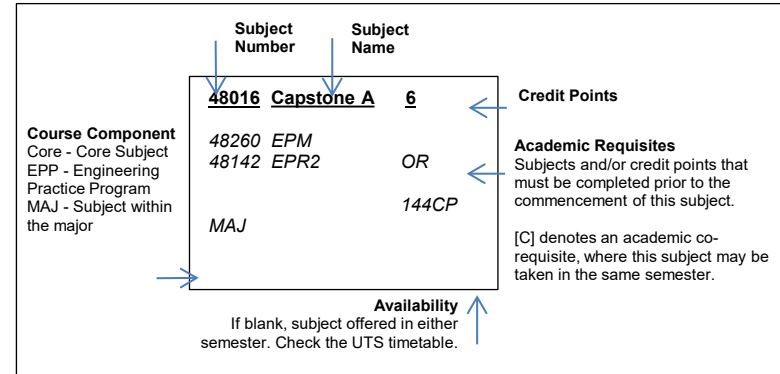 Subject Number
Subject Name
48016 Capstone A 6
48260 EPM
48142 EPR2 OR
144CP
MAJ
Course Component
Core - Core Subject
EPP - Engineering
Practice Program
MAJ - Subject within
the major
Credit Points
Academic Requisites
Subjects and/or credit points that
must be completed prior to the
commencement of this subject.
[C] denotes an academic co-
requisite, where this subject may be
taken in the same semester.
Availability
If blank, subject offered in either
semester. Check the UTS timetable.